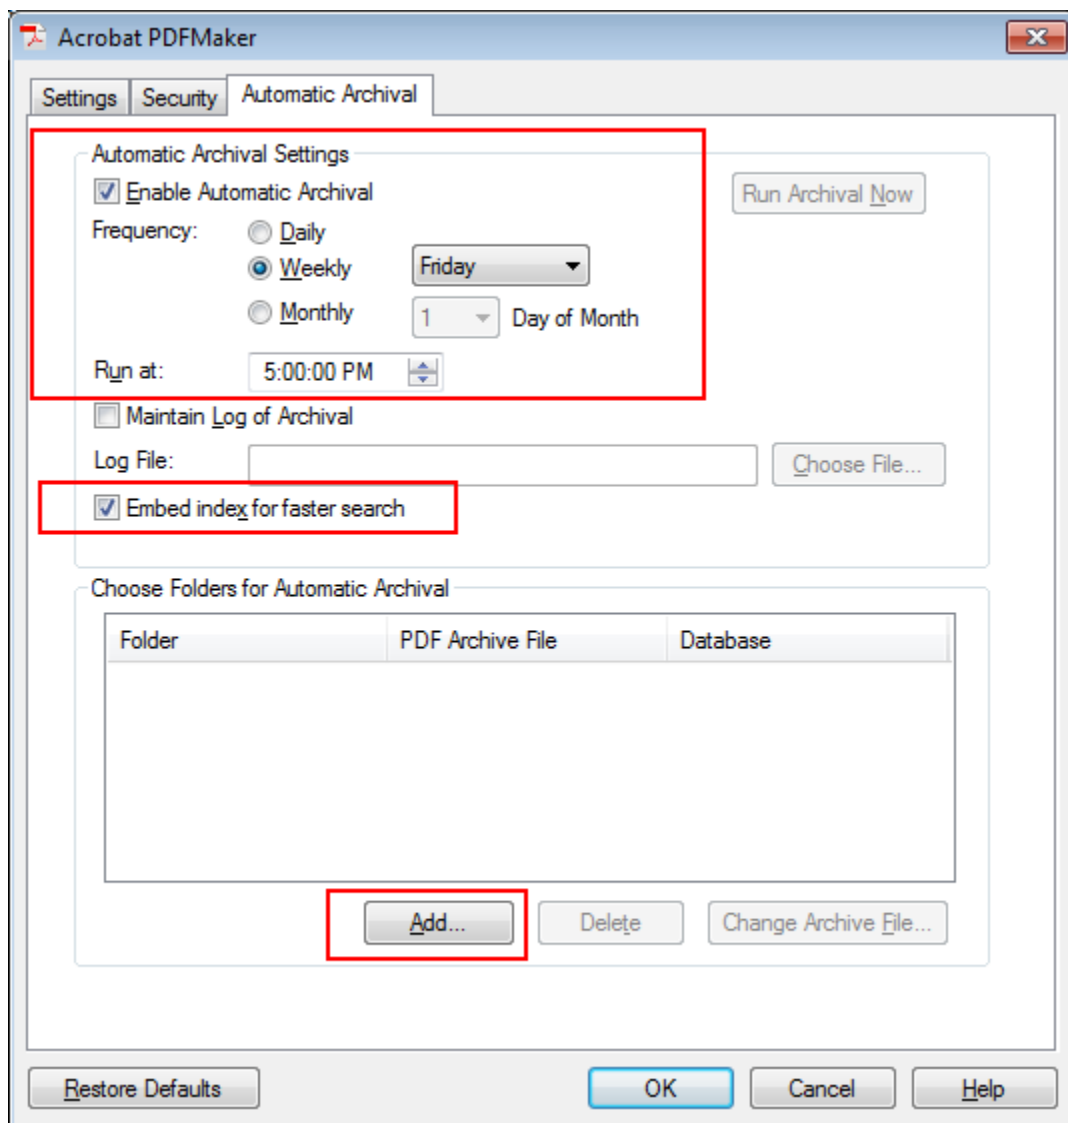 Acrobat PDFMaker
Settings Security Automatic Archival
Automatic Archival Settings
Enable Automatic Archival Run Archival Now
Frequency: Daily
Weekly Friday
Monthly 1 Day of Month
Run at: 5:00:00 PM
Maintain Log of Archival
Log File: Choose File...
Embed index for faster search
Choose Folders for Automatic Archival
Folder PDF Archive File Database
Add... Delete Change Archive File...
Restore Defaults OK Cancel Help